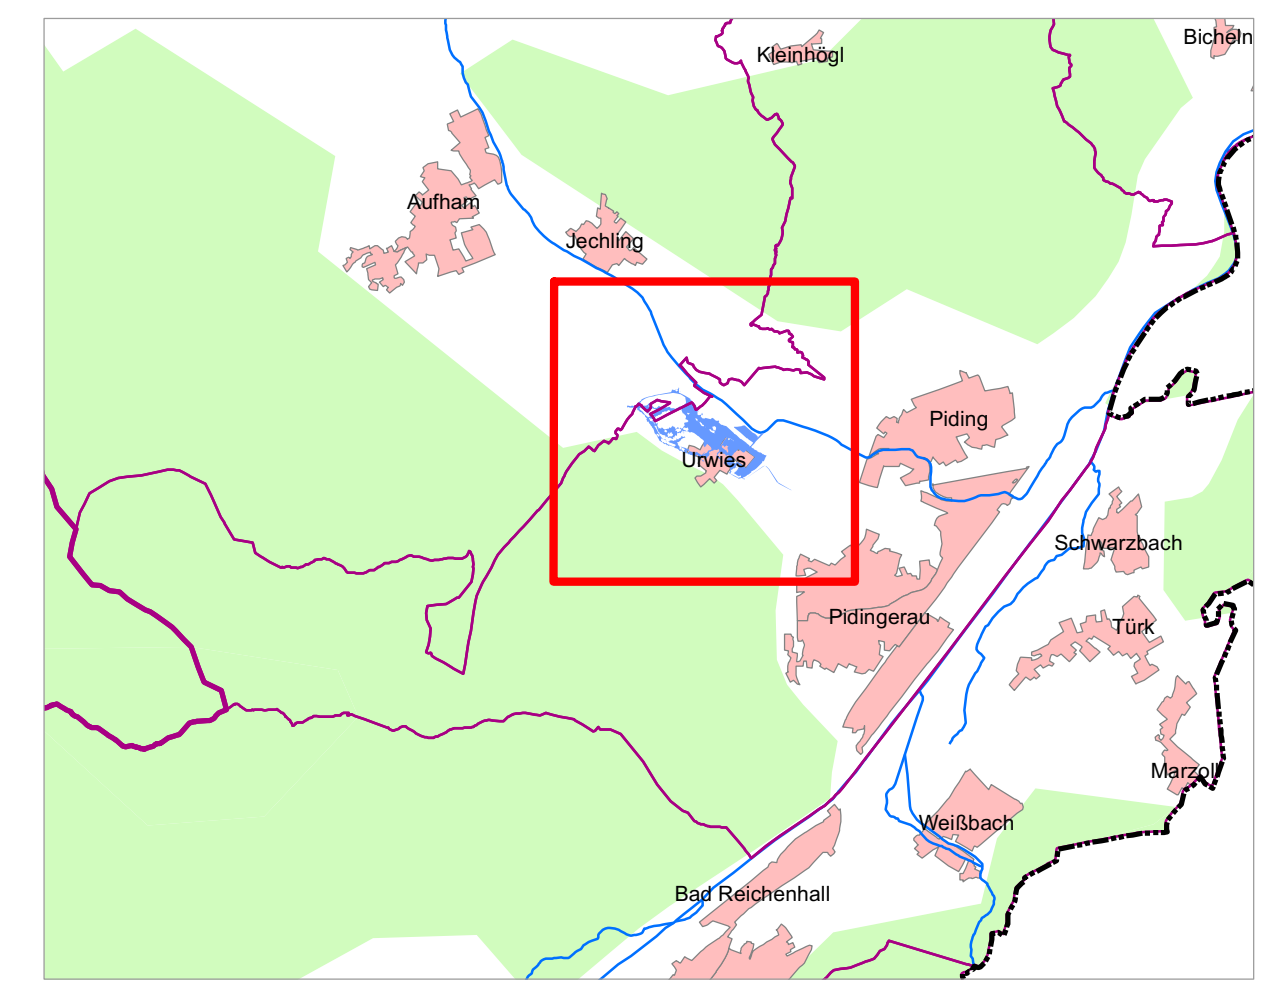 Bicheln
Kleinhögl
Aufham
Jechling
Piding
Urwies
Schwarzbach
Pidingerau
Türk
Marzoll
Weißbach
Bad Reichenhall